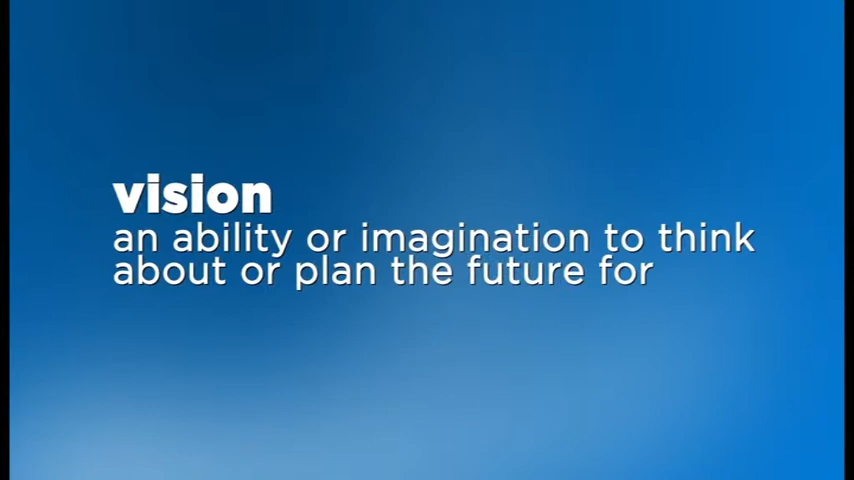 vision
an ability or imagination to think
about or plan the future for